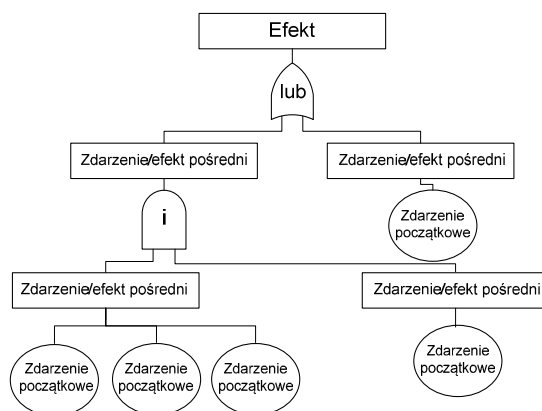 Efekt
lub
Zdarzenie/efekt pośredni
Zdarzenie/efekt pośredni
i
Zdarzenie
początkowe
Zdarzenie/efekt pośredni
Zdarzenie/efekt pośredni
Zdarzenie
początkowe
Zdarzenie
początkowe
Zdarzenie
początkowe
Zdarzenie
początkowe